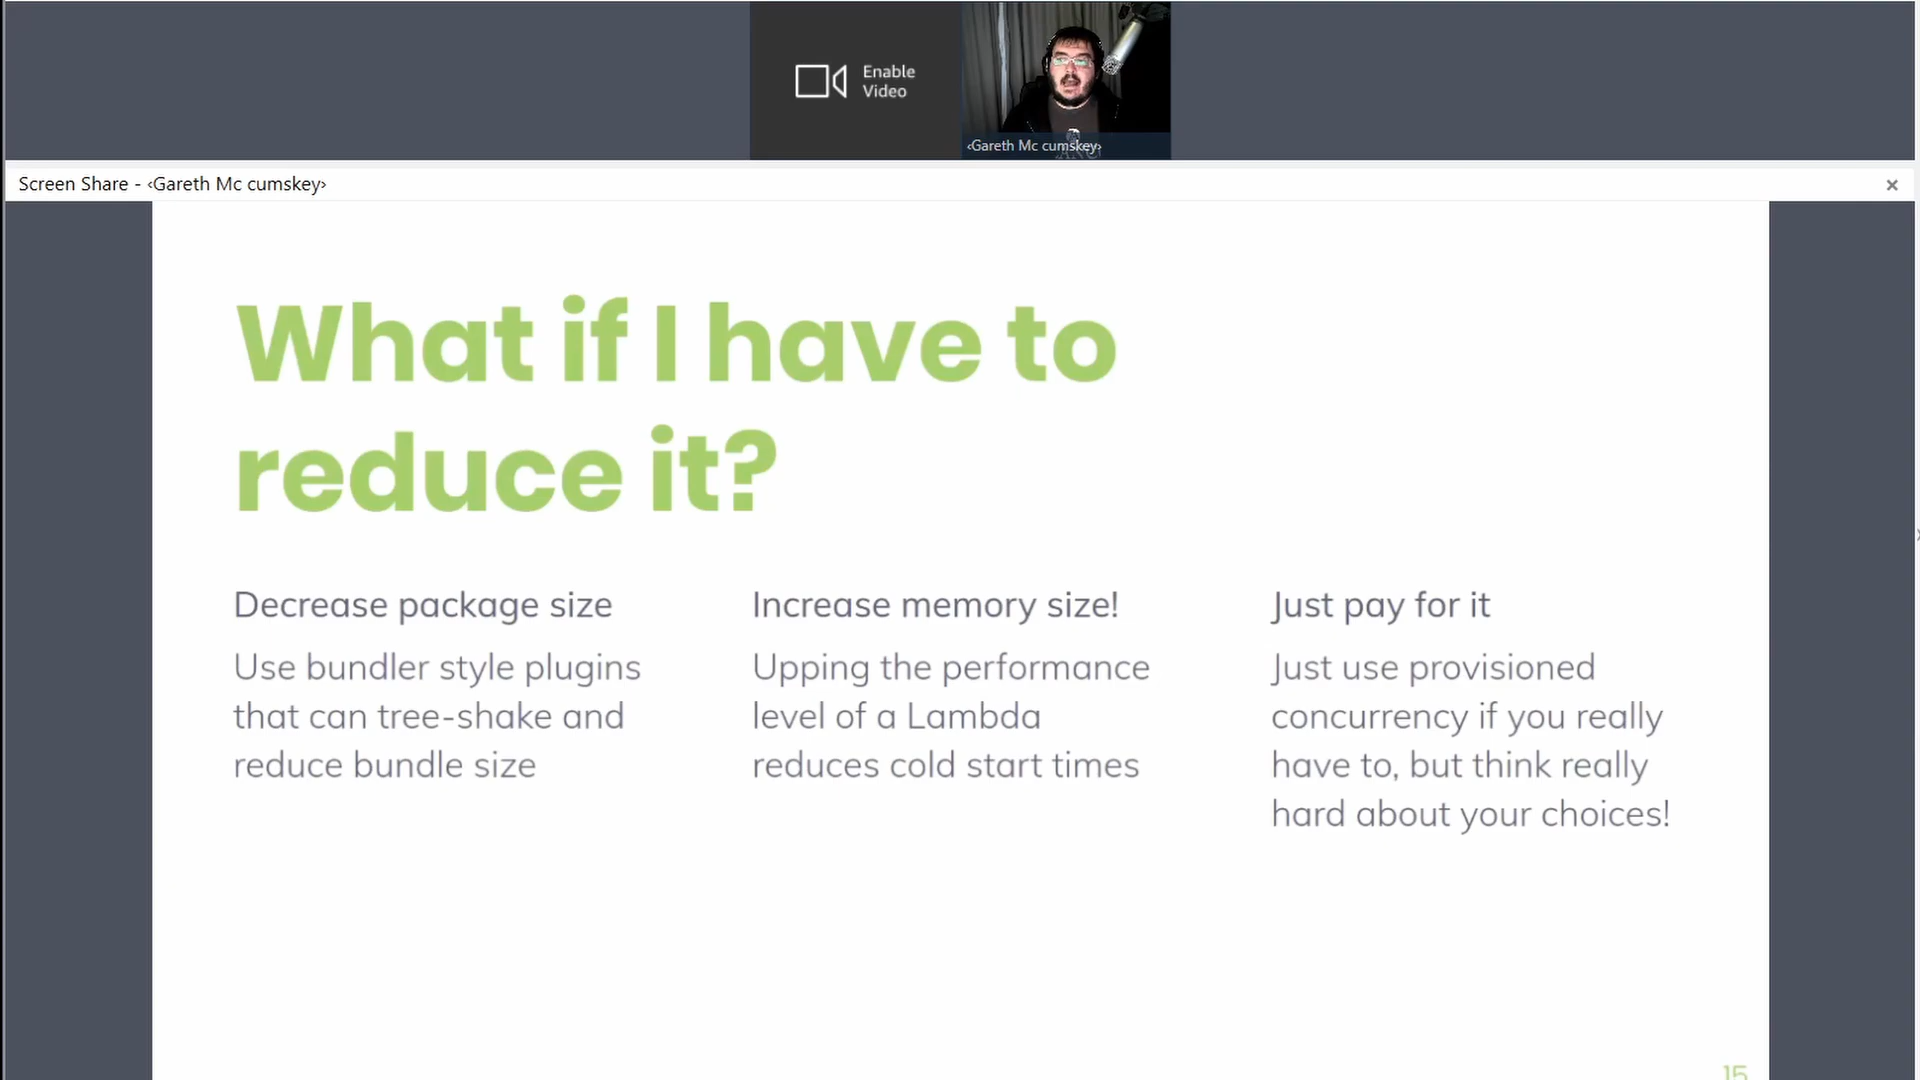 Enable
Video
‹Gareth Mc cumskey›
Screen Share - ‹Gareth Mc cumskey›
What if I have to
reduce it?
Decrease package size
Use bundler style plugins
that can tree-shake and
reduce bundle size
Increase memory size!
Upping the performance
level of a Lambda
reduces cold start times
Just pay for it
Just use provisioned
concurrency if you really
have to, but think really
hard about your choices!
15